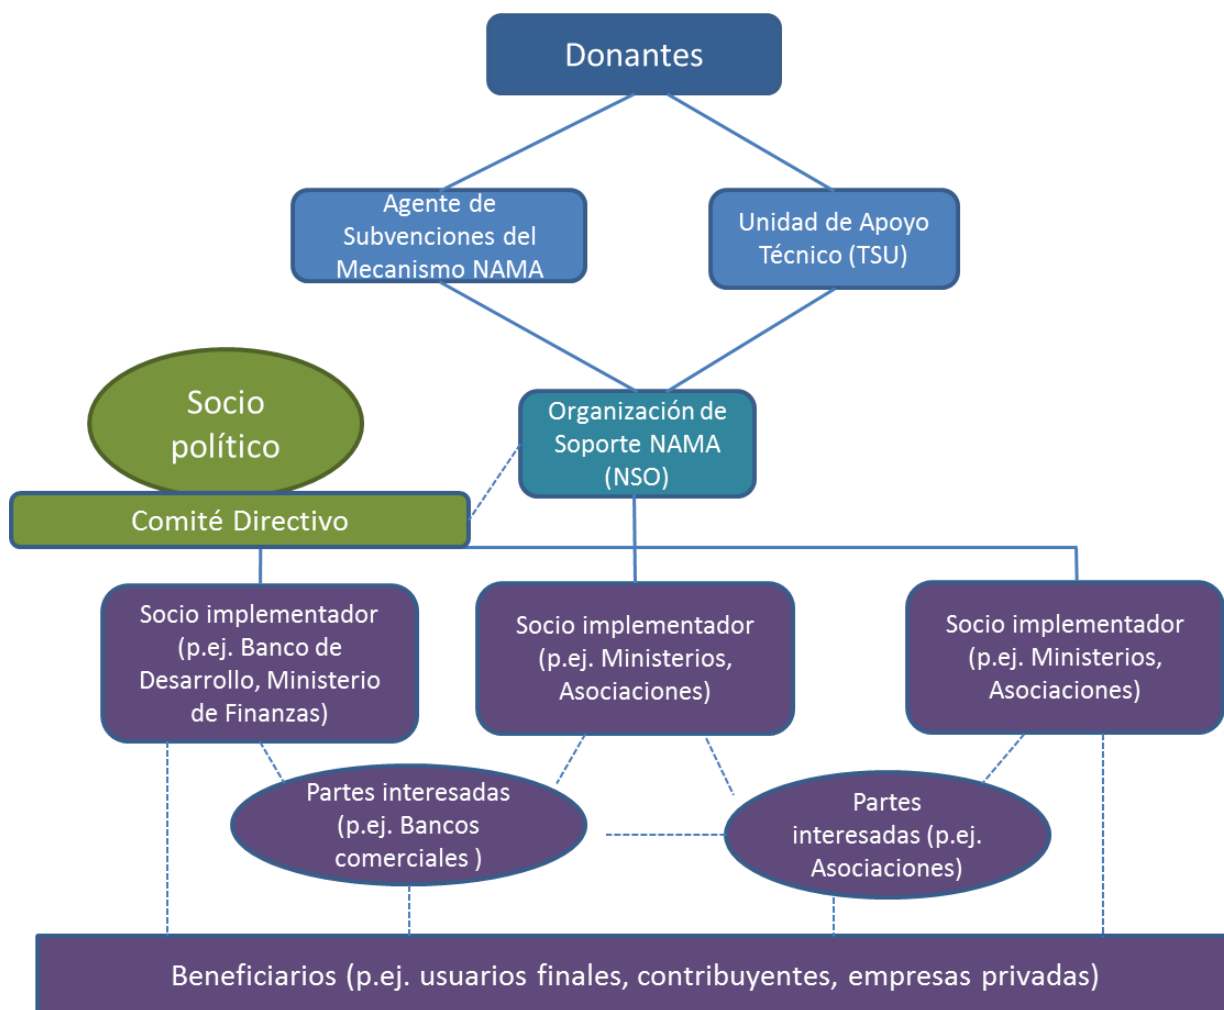 Donantes
Agente de
Subvenciones del
Mecanismo NAMA
Unidad de Apoyo
Técnico (TSU)
Socio
político
Organización de
Soporte NAMA
(NSO)
Comité Directivo
Socio implementador
(p.ej. Banco de
Desarrollo, Ministerio
de Finanzas)
Socio implementador
(p.ej. Ministerios,
Asociaciones)
Socio implementador
(p.ej. Ministerios,
Asociaciones)
Partes interesadas
(p.ej. Bancos
comerciales )
Partes
interesadas (p.ej.
Asociaciones)
Beneficiarios (p.ej. usuarios finales, contribuyentes, empresas privadas)